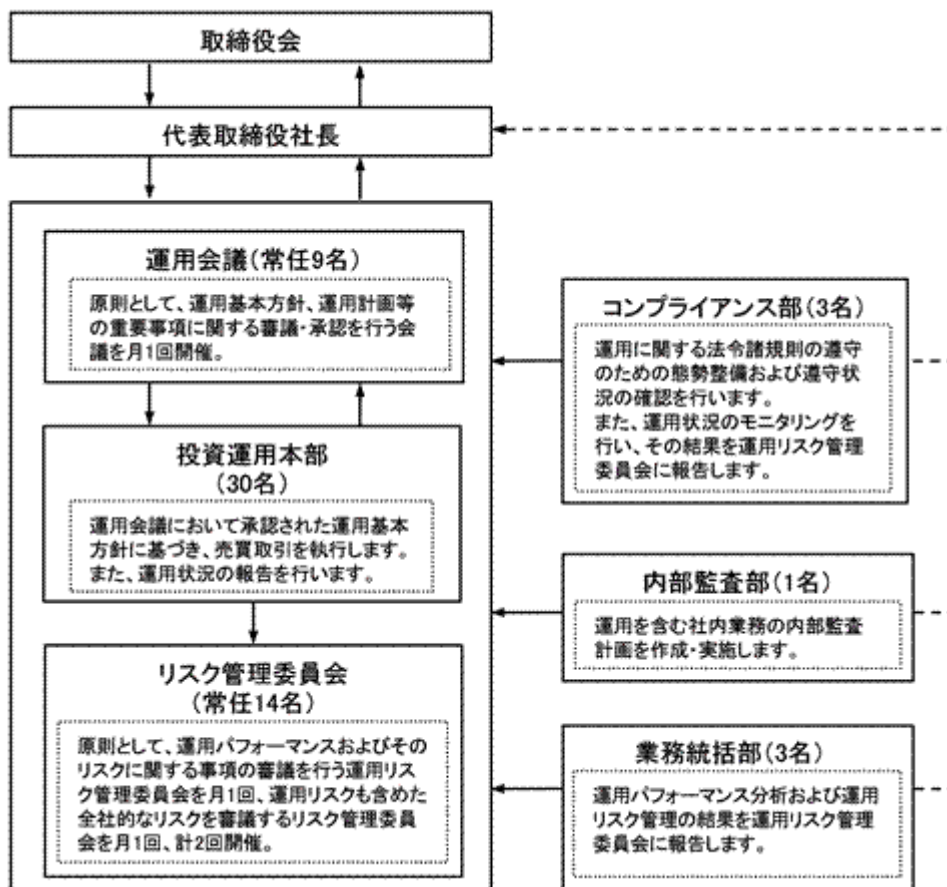 取締役会
代表取締役社長
運用会議(常任9名)
原則として、運用基本方針、運用計画等
の重要事項に関する審議・承認を行う会
議を月1回開催。
投資運用本部
(30名)
運用会議において承認された運用基本
方針に基づき、売買取引を執行します。
また、運用状況の報告を行います。
リスク管理委員会
(常任14名)
原則として、運用パフォーマンスおよびその
リスクに関する事項の審議を行う運用リス
ク管理委員会を月1回、運用リスクも含めた
全社的なリスクを審議するリスク管理委員
会を月1回、計2回開催。
コンプライアンス部(3名)
運用に関する法令諸規則の遵守
のための態勢整備および遵守状
況の確認を行います。
また、運用状況のモニタリングを
行い、その結果を運用リスク管理
委員会に報告します。
内部監査部(1名)
運用を含む社内業務の内部監査
計画を作成・実施します。
業務統括部(3名)
運用パフォーマンス分析および運用
リスク管理の結果を運用リスク管理
委員会に報告します。